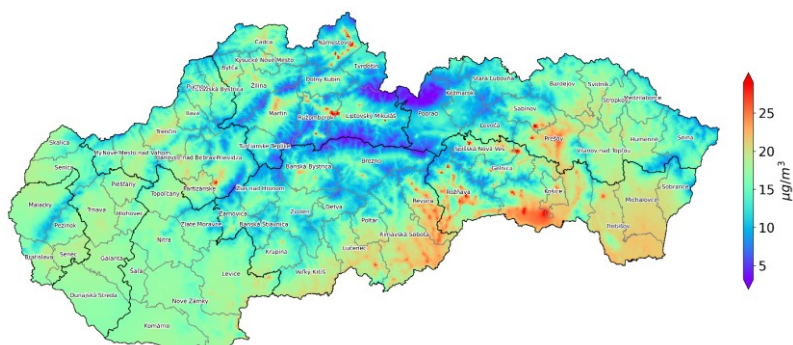 Čadca
Námestovo
Kysucké Nové Mesto
Tvrdošín
Bytča
Dolný Kubín
Stará Ľubovňa
Žilina
Kežmarok
Bardejov
Svidník
Považská Bystrica
Stropkov
Medzilaborce
Sabinov
Ilava
Martin
Ružomberok
Liptovský Mikuláš
Poprad
Levoča
Prešov
Trenčín
Humenné
Snina
Skalica
Turčianske Teplice
Spišská Nová Ves
Vranov nad Topľou
Myjava
Nové Mesto nad Váhom
Bánovce nad Bebravou
Prievidza
Banská Bystrica
Brezno
Gelnica
Senica
Sobrance
Piešťany
Topoľčany
Partizánske
Žiar nad Hronom
Rožňava
Košice
Malacky
Trnava
Hlohovec
Zlaté Moravce
Žarnovica
Zvolen
Detva
Revúca
Michalovce
Pezinok
Banská Štiavnica
Poltár
Trebišov
Nitra
Krupina
Lučenec
Rimavská Sobota
Bratislava
Senec
Galanta
Šaľa
Levice
Veľký Krtíš
Dunajská Streda
Nové Zámky
Komárno
25
20
15
10
5
μg/m³